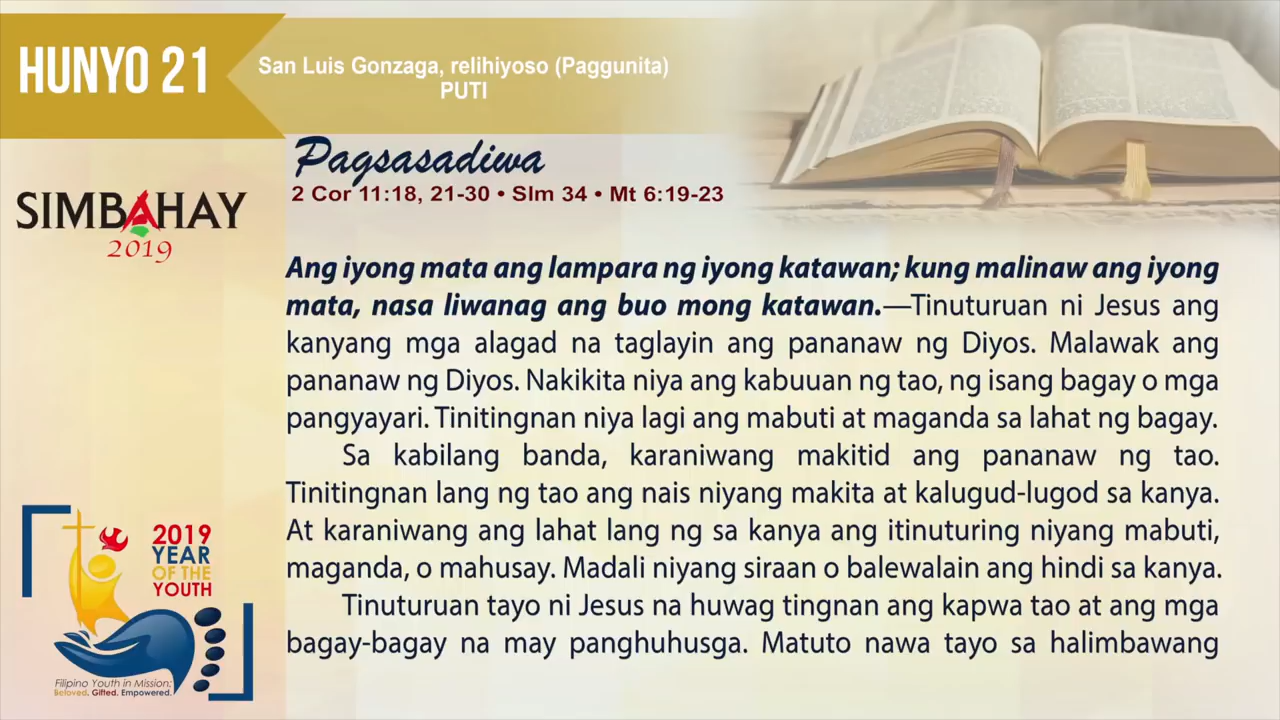 HUNYO 21
San Luis Gonzaga, relihiyoso (Paggunita)
PUTI
Pagsasadiwa
2 Cor 11:18, 21-30 • Slm 34 • Mt 6:19-23
SIMBAHAY
2019
Ang iyong mata ang lampara ng iyong katawan; kung malinaw ang iyong
mata, nasa liwanag ang buo mong katawan.—Tinuturuan ni Jesus ang
kanyang mga alagad na taglayin ang pananaw ng Diyos. Malawak ang
pananaw ng Diyos. Nakikita niya ang kabuuan ng tao, ng isang bagay o mga
pangyayari. Tinitingnan niya lagi ang mabuti at maganda sa lahat ng bagay.
Sa kabilang banda, karaniwang makitid ang pananaw ng tao.
Tinitingnan lang ng tao ang nais niyang makita at kalugud-lugod sa kanya.
At karaniwang ang lahat lang ng sa kanya ang itinuturing niyang mabuti,
maganda, o mahusay. Madali niyang siraan o balewalain ang hindi sa kanya.
Tinuturuan tayo ni Jesus na huwag tingnan ang kapwa tao at ang mga
bagay-bagay na may panghuhusga. Matuto nawa tayo sa halimbawang
2019
YEAR
OF THE
YOUTH
Filipino Youth in Mission:
Beloved. Gifted. Empowered.